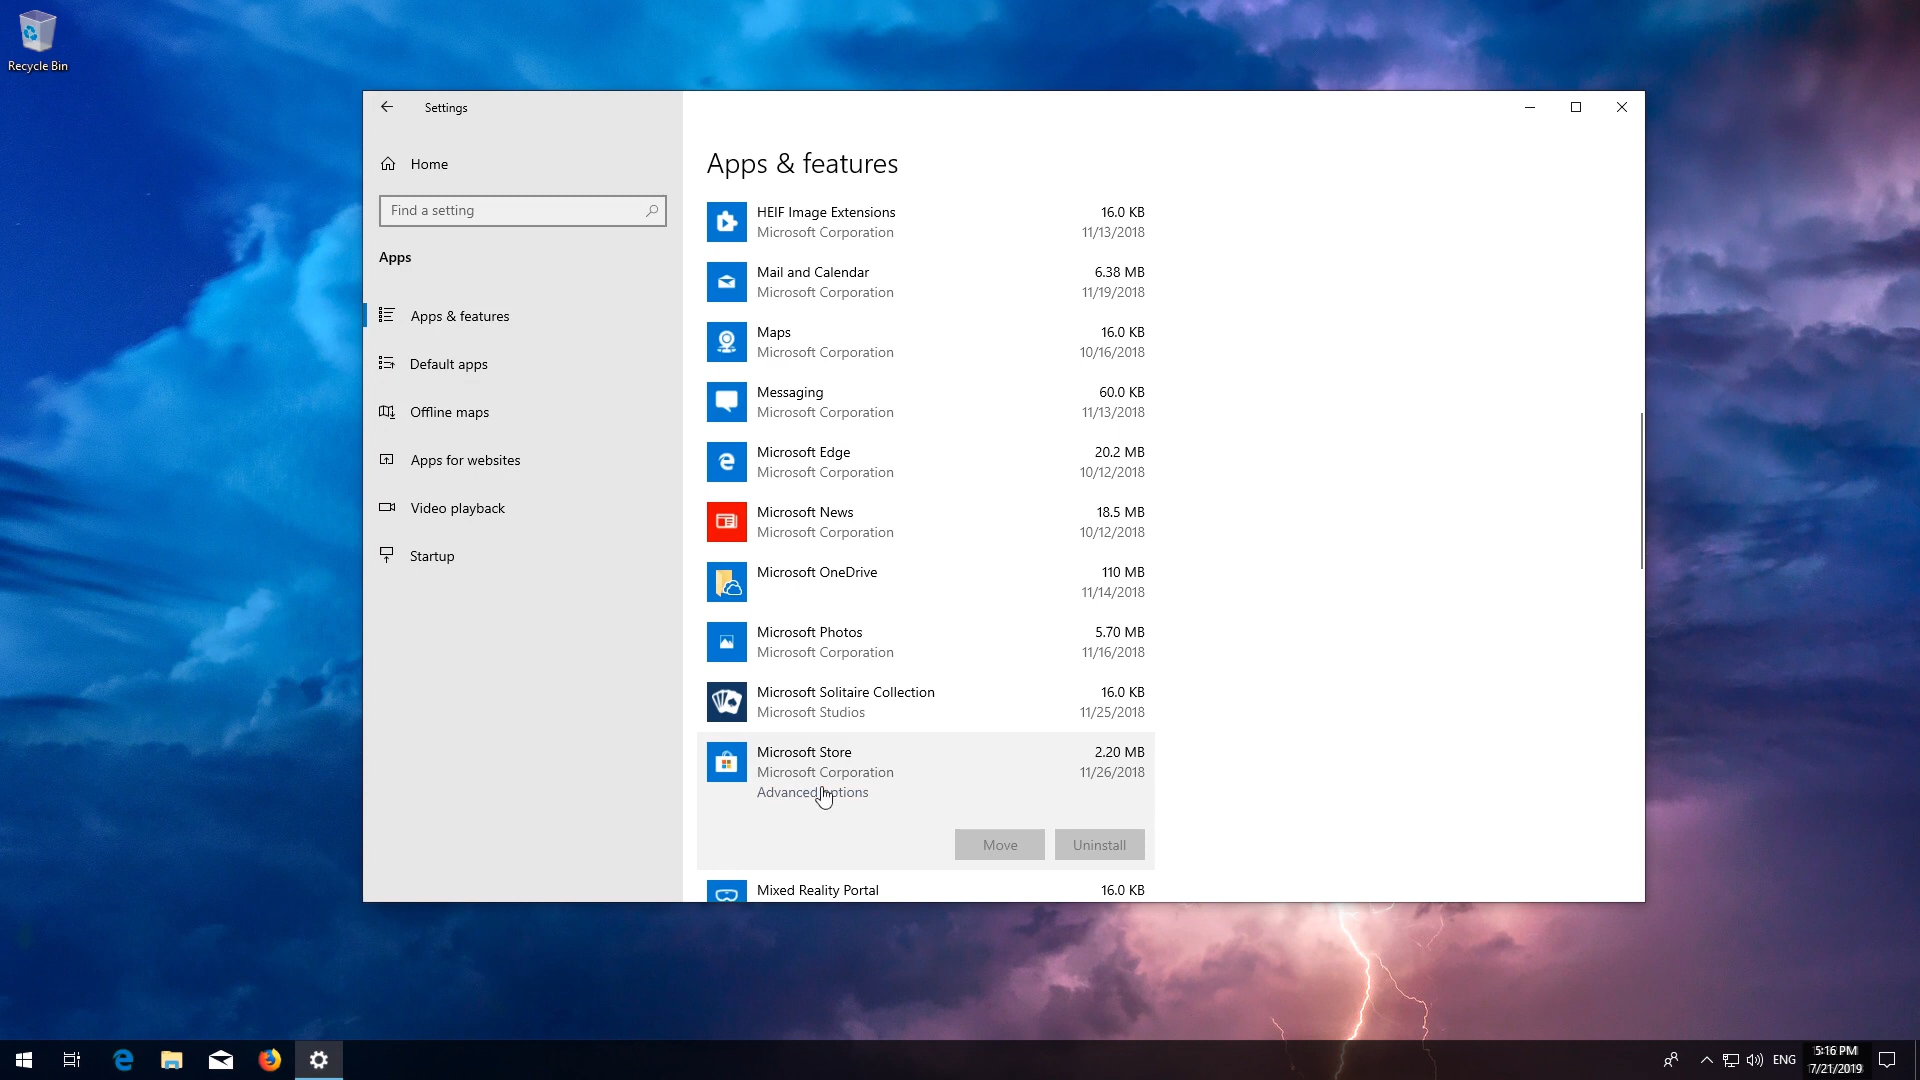 Recycle Bin
Settings
Home
Find a setting
Apps
Apps & features
Default apps
Offline maps
Apps for websites
Video playback
Startup
Apps & features
HEIF Image Extensions 16.0 KB
Microsoft Corporation 11/13/2018
Mail and Calendar 6.38 MB
Microsoft Corporation 11/19/2018
Maps 16.0 KB
Microsoft Corporation 10/16/2018
Messaging 60.0 KB
Microsoft Corporation 11/13/2018
Microsoft Edge 20.2 MB
Microsoft Corporation 10/12/2018
Microsoft News 18.5 MB
Microsoft Corporation 10/12/2018
Microsoft OneDrive 110 MB
11/14/2018
Microsoft Photos 5.70 MB
Microsoft Corporation 11/16/2018
Microsoft Solitaire Collection 16.0 KB
Microsoft Studios 11/25/2018
Microsoft Store 2.20 MB
Microsoft Corporation 11/26/2018
Advanced options
Move Uninstall
Mixed Reality Portal 16.0 KB
ENG
5:16 PM
7/21/2019